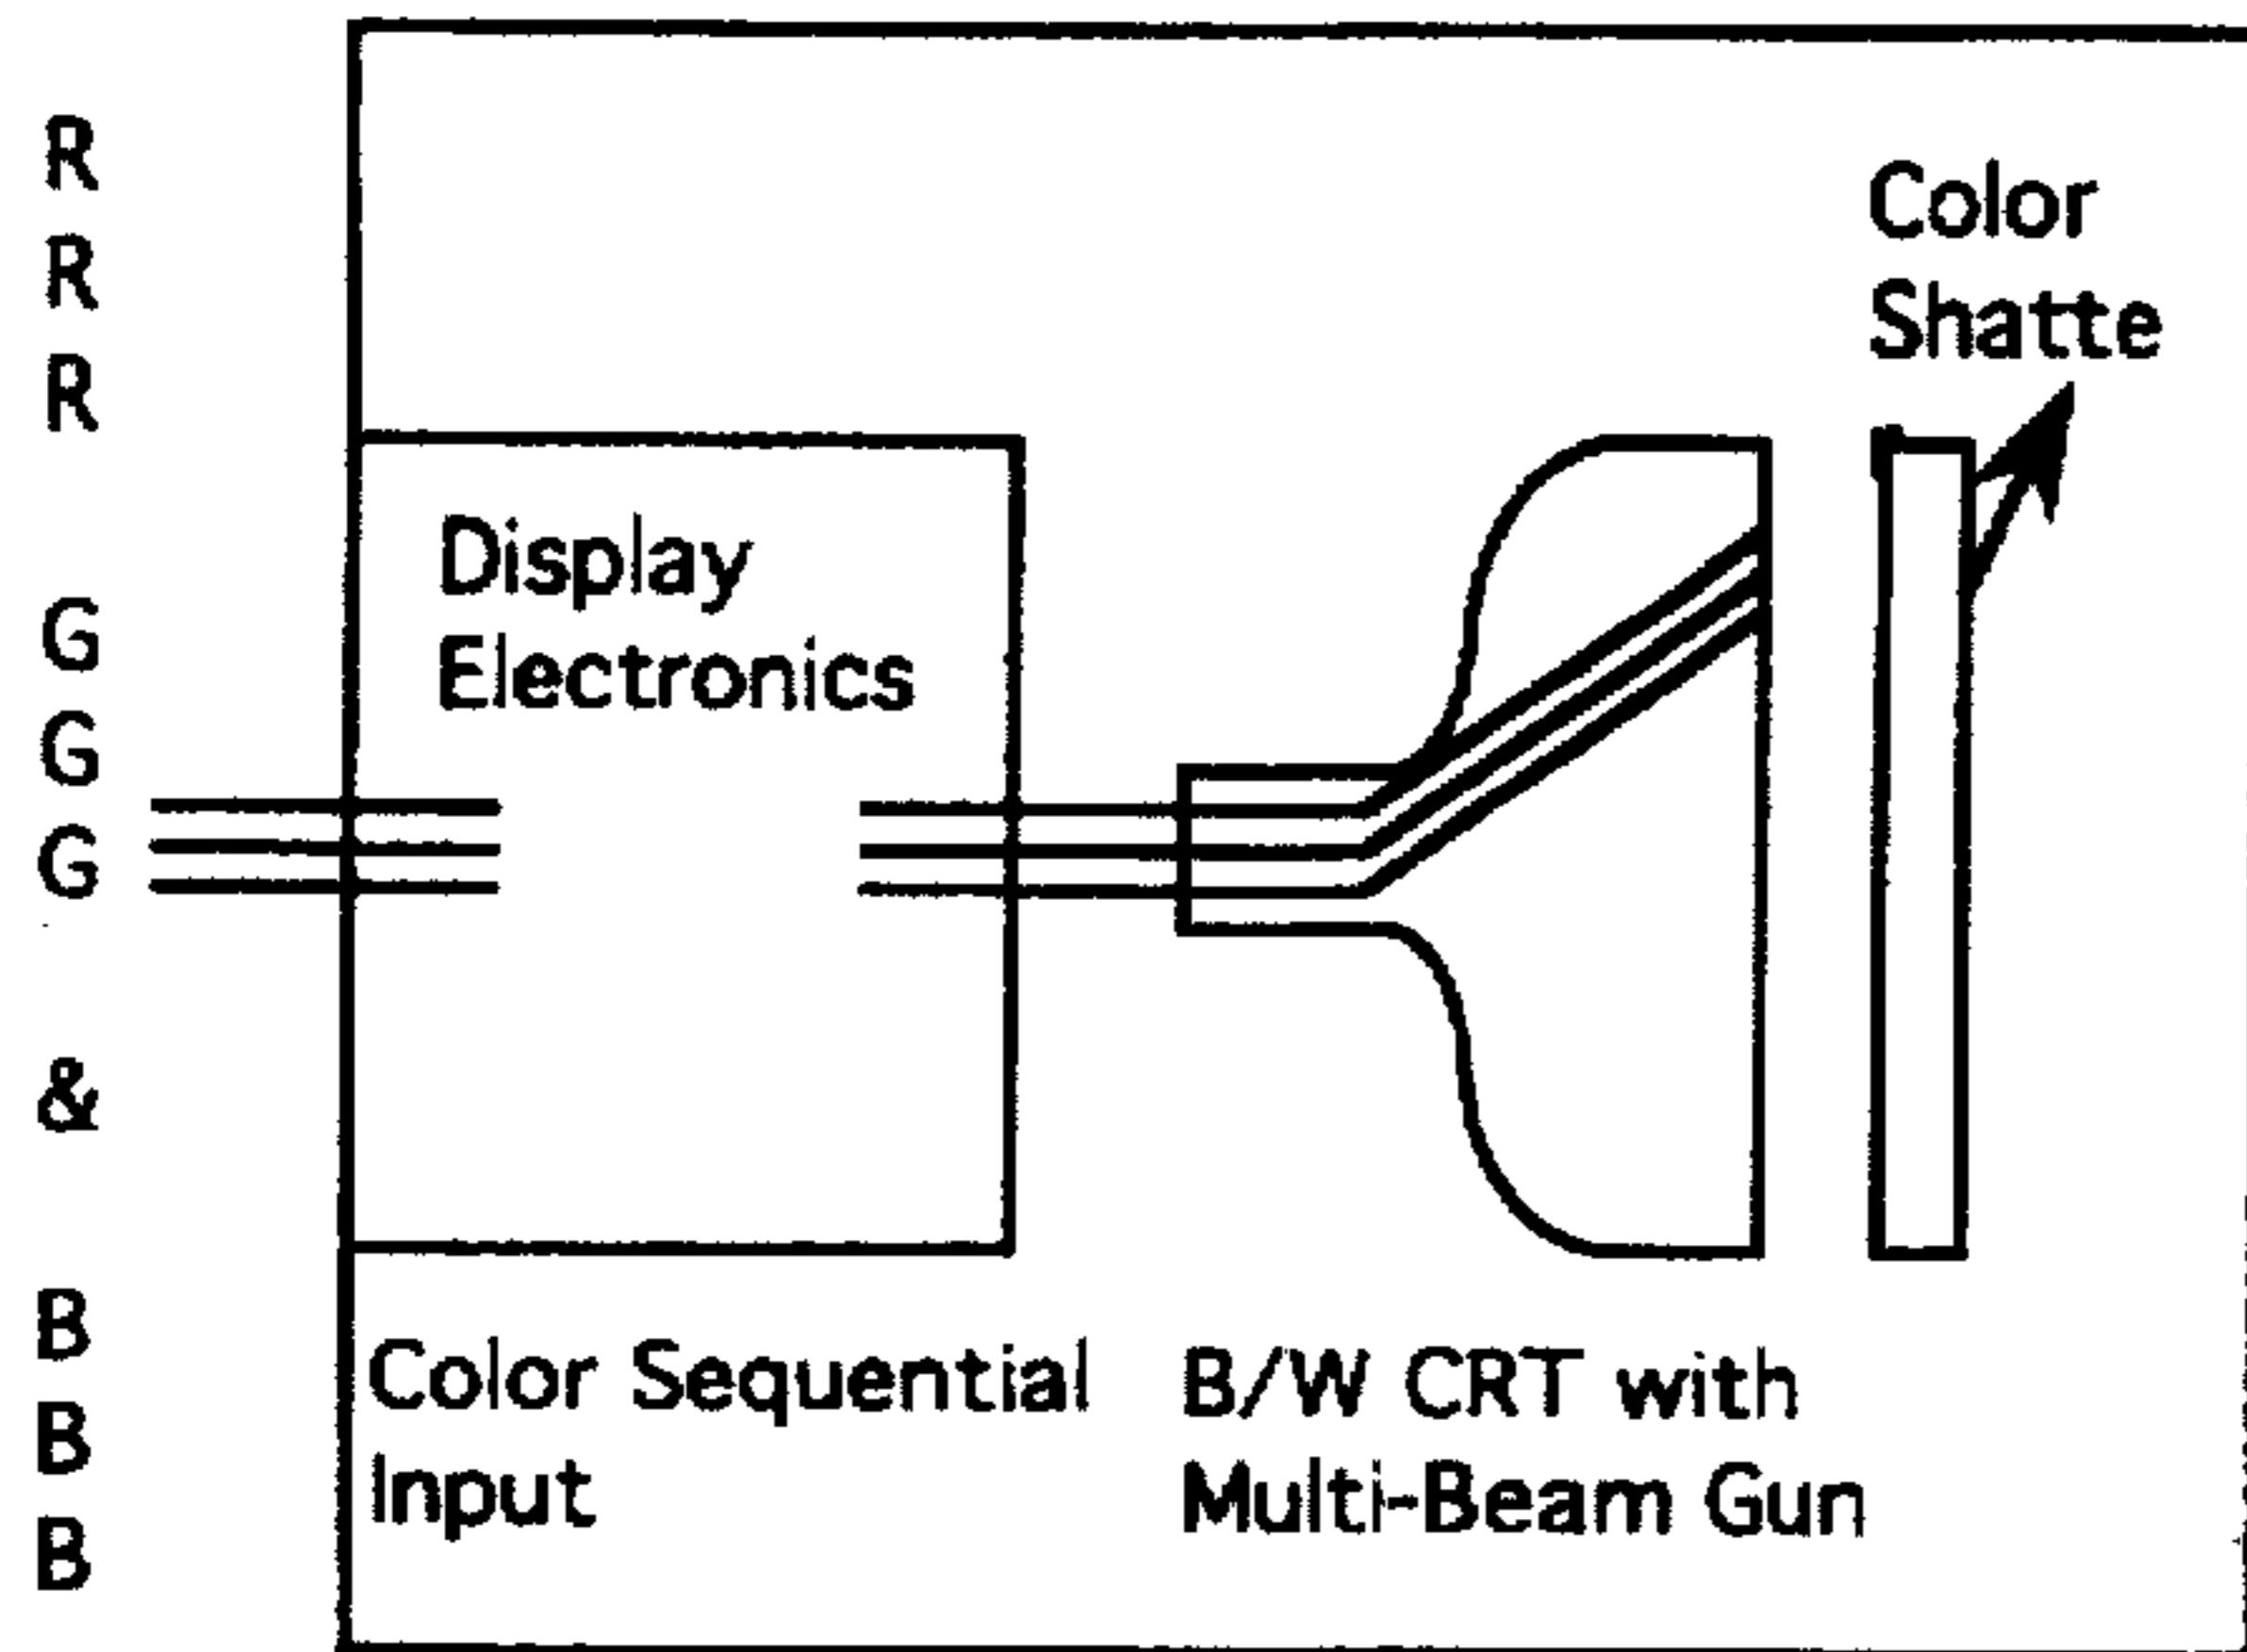 R
R
R
G
G
G
&
B
B
B
Color
Shatte
Display
Electronics
Color Sequential
Input
B/W CRT with
Multi-Beam Gun